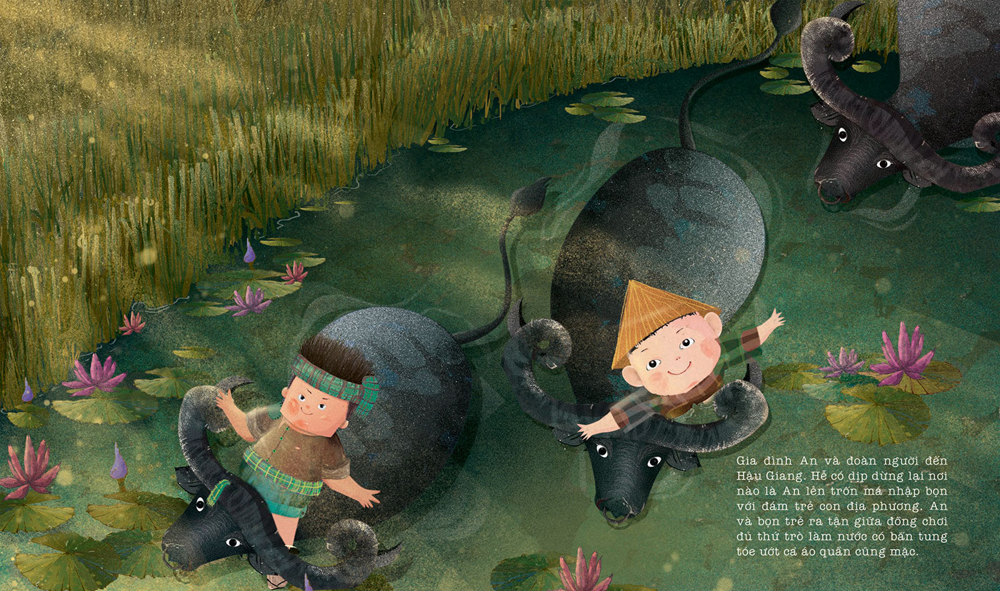 Gia đình An và đoàn người đến
Hậu Giang. Hễ có dịp dừng lại nơi
nào là An lẻn trốn má nhập bọn
với đám trẻ con địa phương. An
và bọn trẻ ra tận giữa đồng chơi
đủ thứ trò làm nước có bắn tung
tóe ướt cả áo quần cũng mặc.